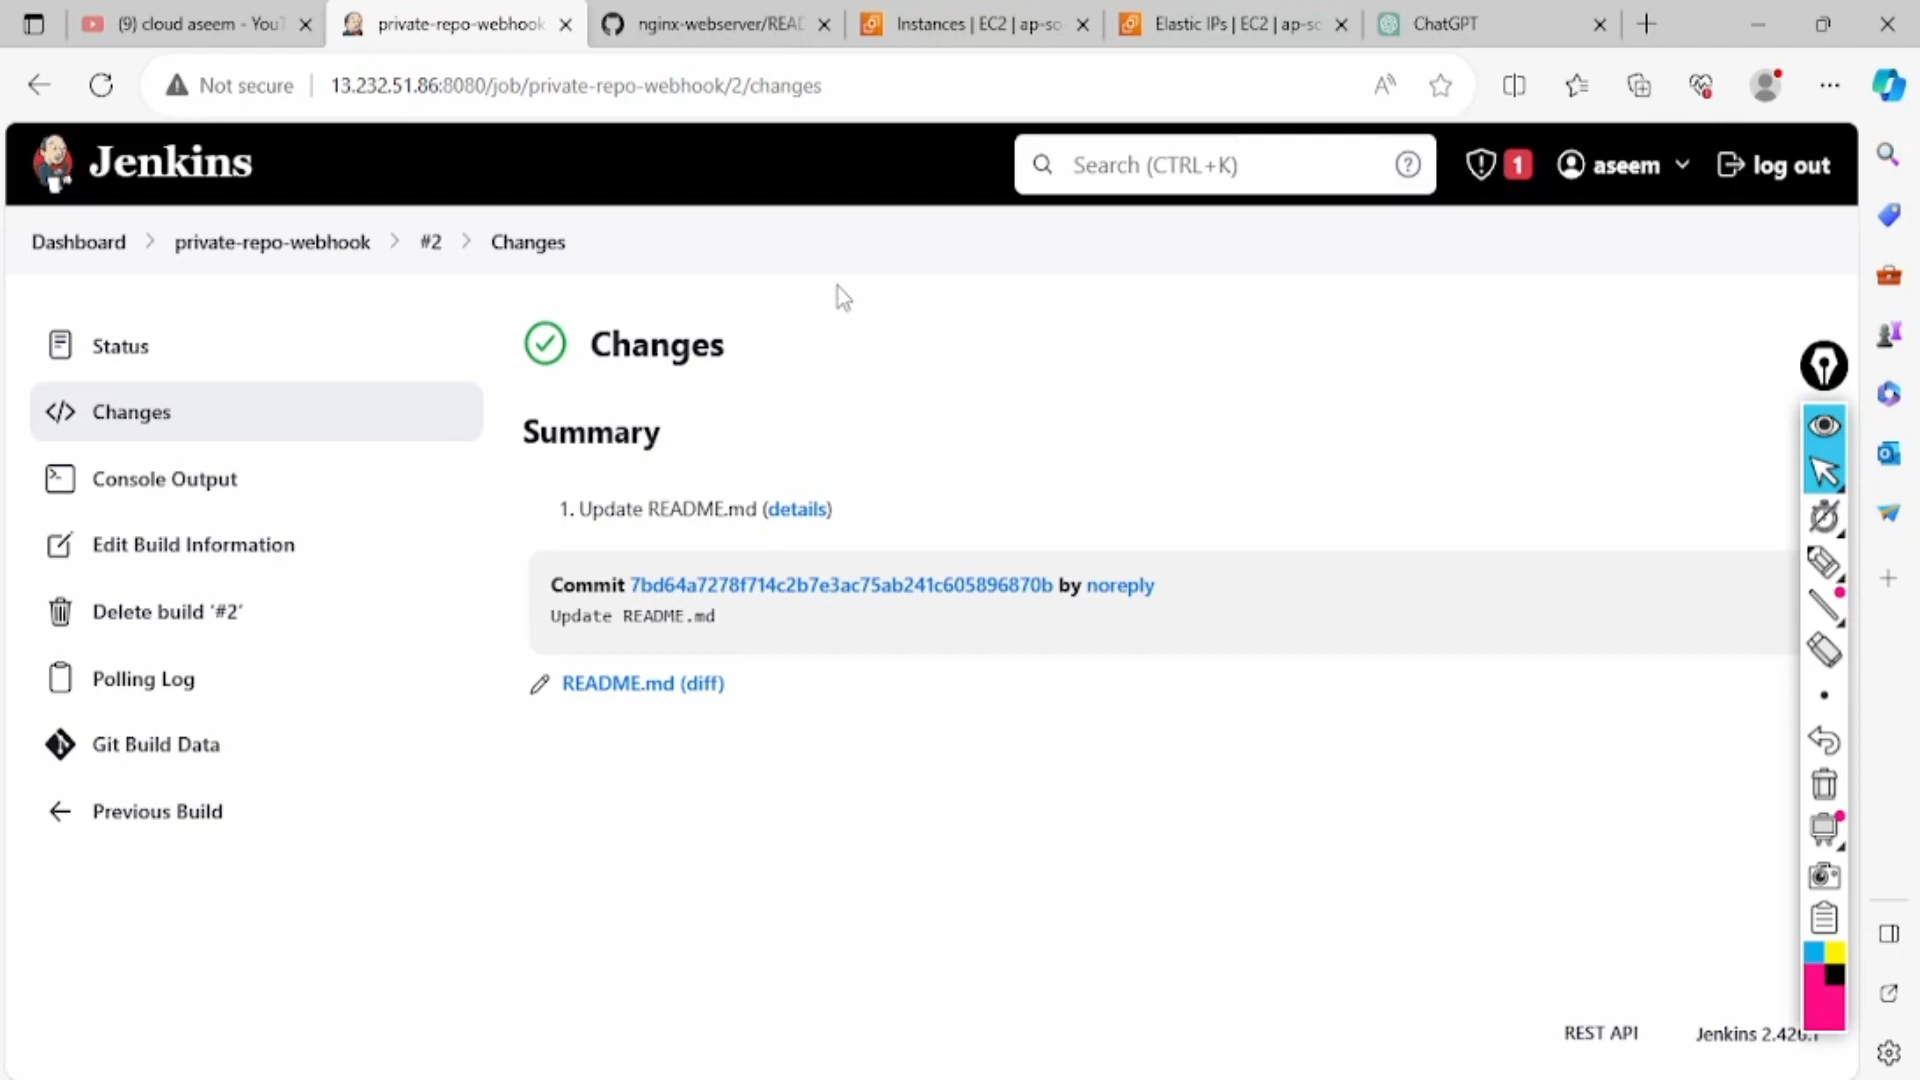 (9) cloud aseem - You
private-repo-webhook
nginx-webserver/READ
Instances | EC2 | ap-so
Elastic IPs | EC2 | ap-so
ChatGPT
Not secure
13.232.51.86:8080/job/private-repo-webhook/2/changes
Jenkins
Search (CTRL+K)
1
aseem
log out
Dashboard
private-repo-webhook
#2
Changes
Status
Changes
Console Output
Edit Build Information
Delete build ‘#2’
Polling Log
Git Build Data
Previous Build
Changes
Summary
1. Update README.md (details)
Commit 7bd64a7278f714c2b7e3ac75ab241c605896870b by noreply
Update README.md
README.md (diff)
REST API
Jenkins